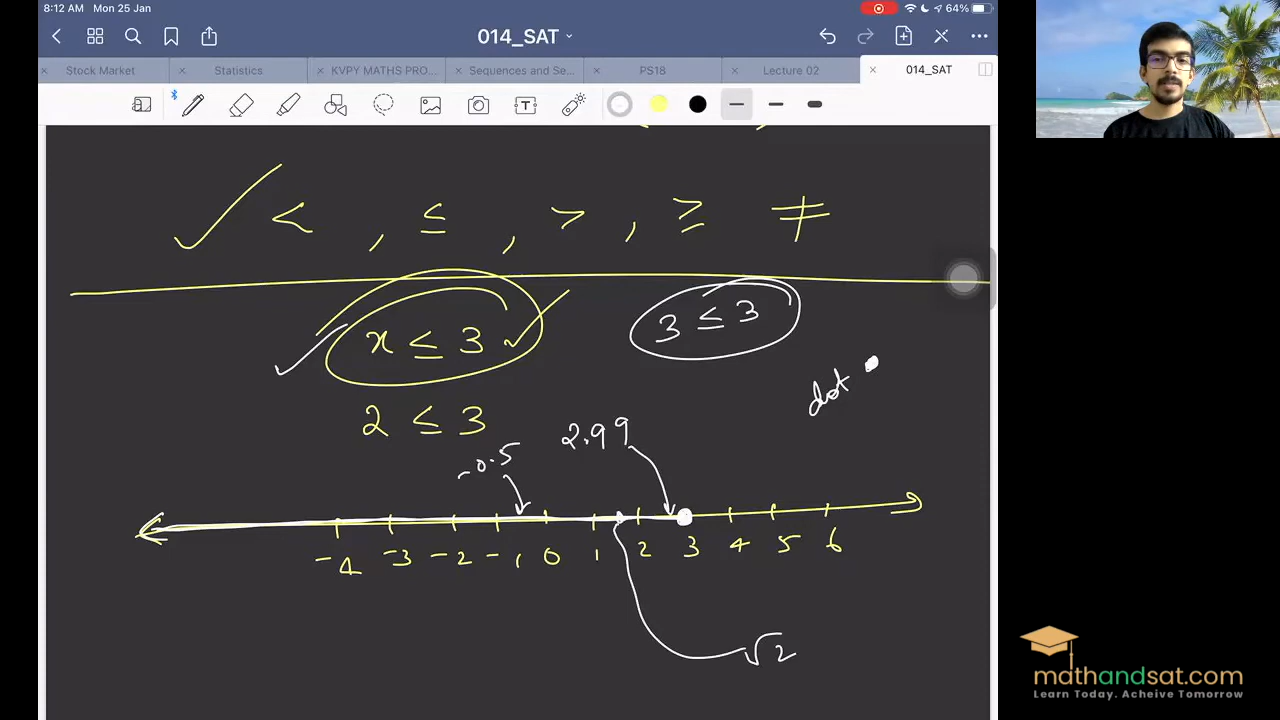 8:12 AM Mon 25 Jan
64%
014_SAT
Stock Market
Statistics
KVPY MATHS PRO...
Sequences and Se...
PS18
Lecture 02
014_SAT
T
< , ≤ , > , ≥ ≠
x ≤ 3
3 ≤ 3
dot
2 ≤ 3
2.99
-0.5
-4 -3 -2 -1 0 1 2 3 4 5 6
√2
mathandsat.com
Learn Today. Acheive Tomorrow